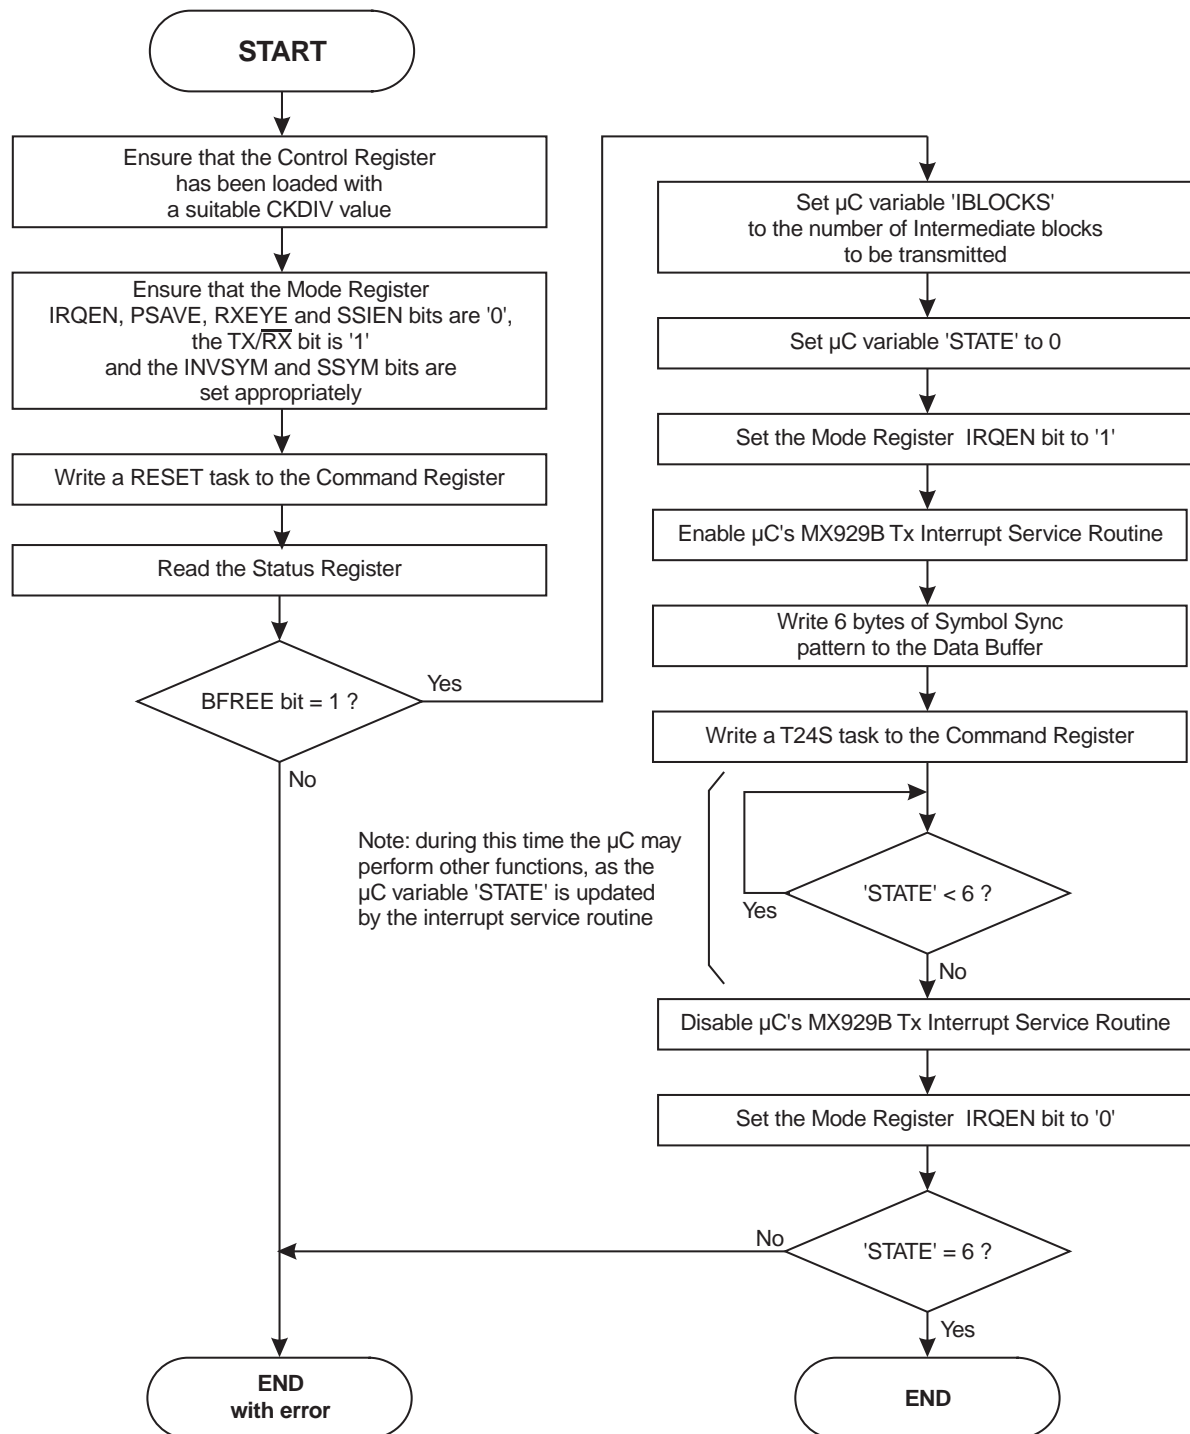 START
Ensure that the Control Register
has been loaded with
a suitable CKDIV value
Ensure that the Mode Register
IRQEN, PSAVE, RXEYE and SSIEN bits are '0',
the TX/R̅X̅ bit is '1'
and the INVSYM and SSYM bits are
set appropriately
Write a RESET task to the Command Register
Read the Status Register
BFREE bit = 1 ?
Yes
No
Set µC variable 'IBLOCKS'
to the number of Intermediate blocks
to be transmitted
Set µC variable 'STATE' to 0
Set the Mode Register IRQEN bit to '1'
Enable µC's MX929B Tx Interrupt Service Routine
Write 6 bytes of Symbol Sync
pattern to the Data Buffer
Write a T24S task to the Command Register
Note: during this time the µC may
perform other functions, as the
µC variable 'STATE' is updated
by the interrupt service routine
'STATE' < 6 ?
Yes
No
Disable µC's MX929B Tx Interrupt Service Routine
Set the Mode Register IRQEN bit to '0'
'STATE' = 6 ?
No
Yes
END
with error
END